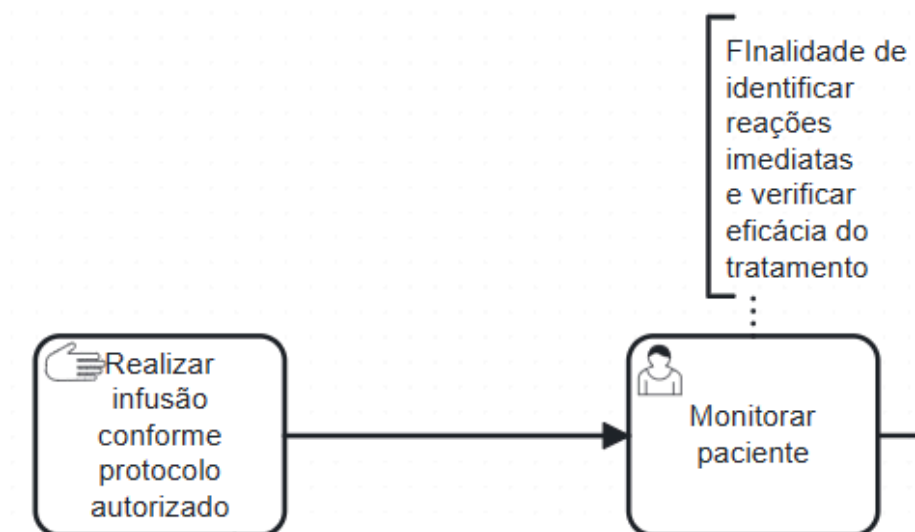 FInalidade de
identificar
reações
imediatas
e verificar
eficácia do
tratamento
Realizar
infusão
conforme
protocolo
autorizado
Monitorar
paciente